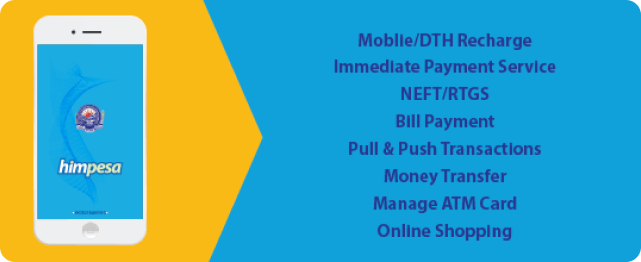 himpesa
Moblie/DTH Recharge
Immediate Payment Service
NEFT/RTGS
Bill Payment
Pull & Push Transactions
Money Transfer
Manage ATM Card
Online Shopping